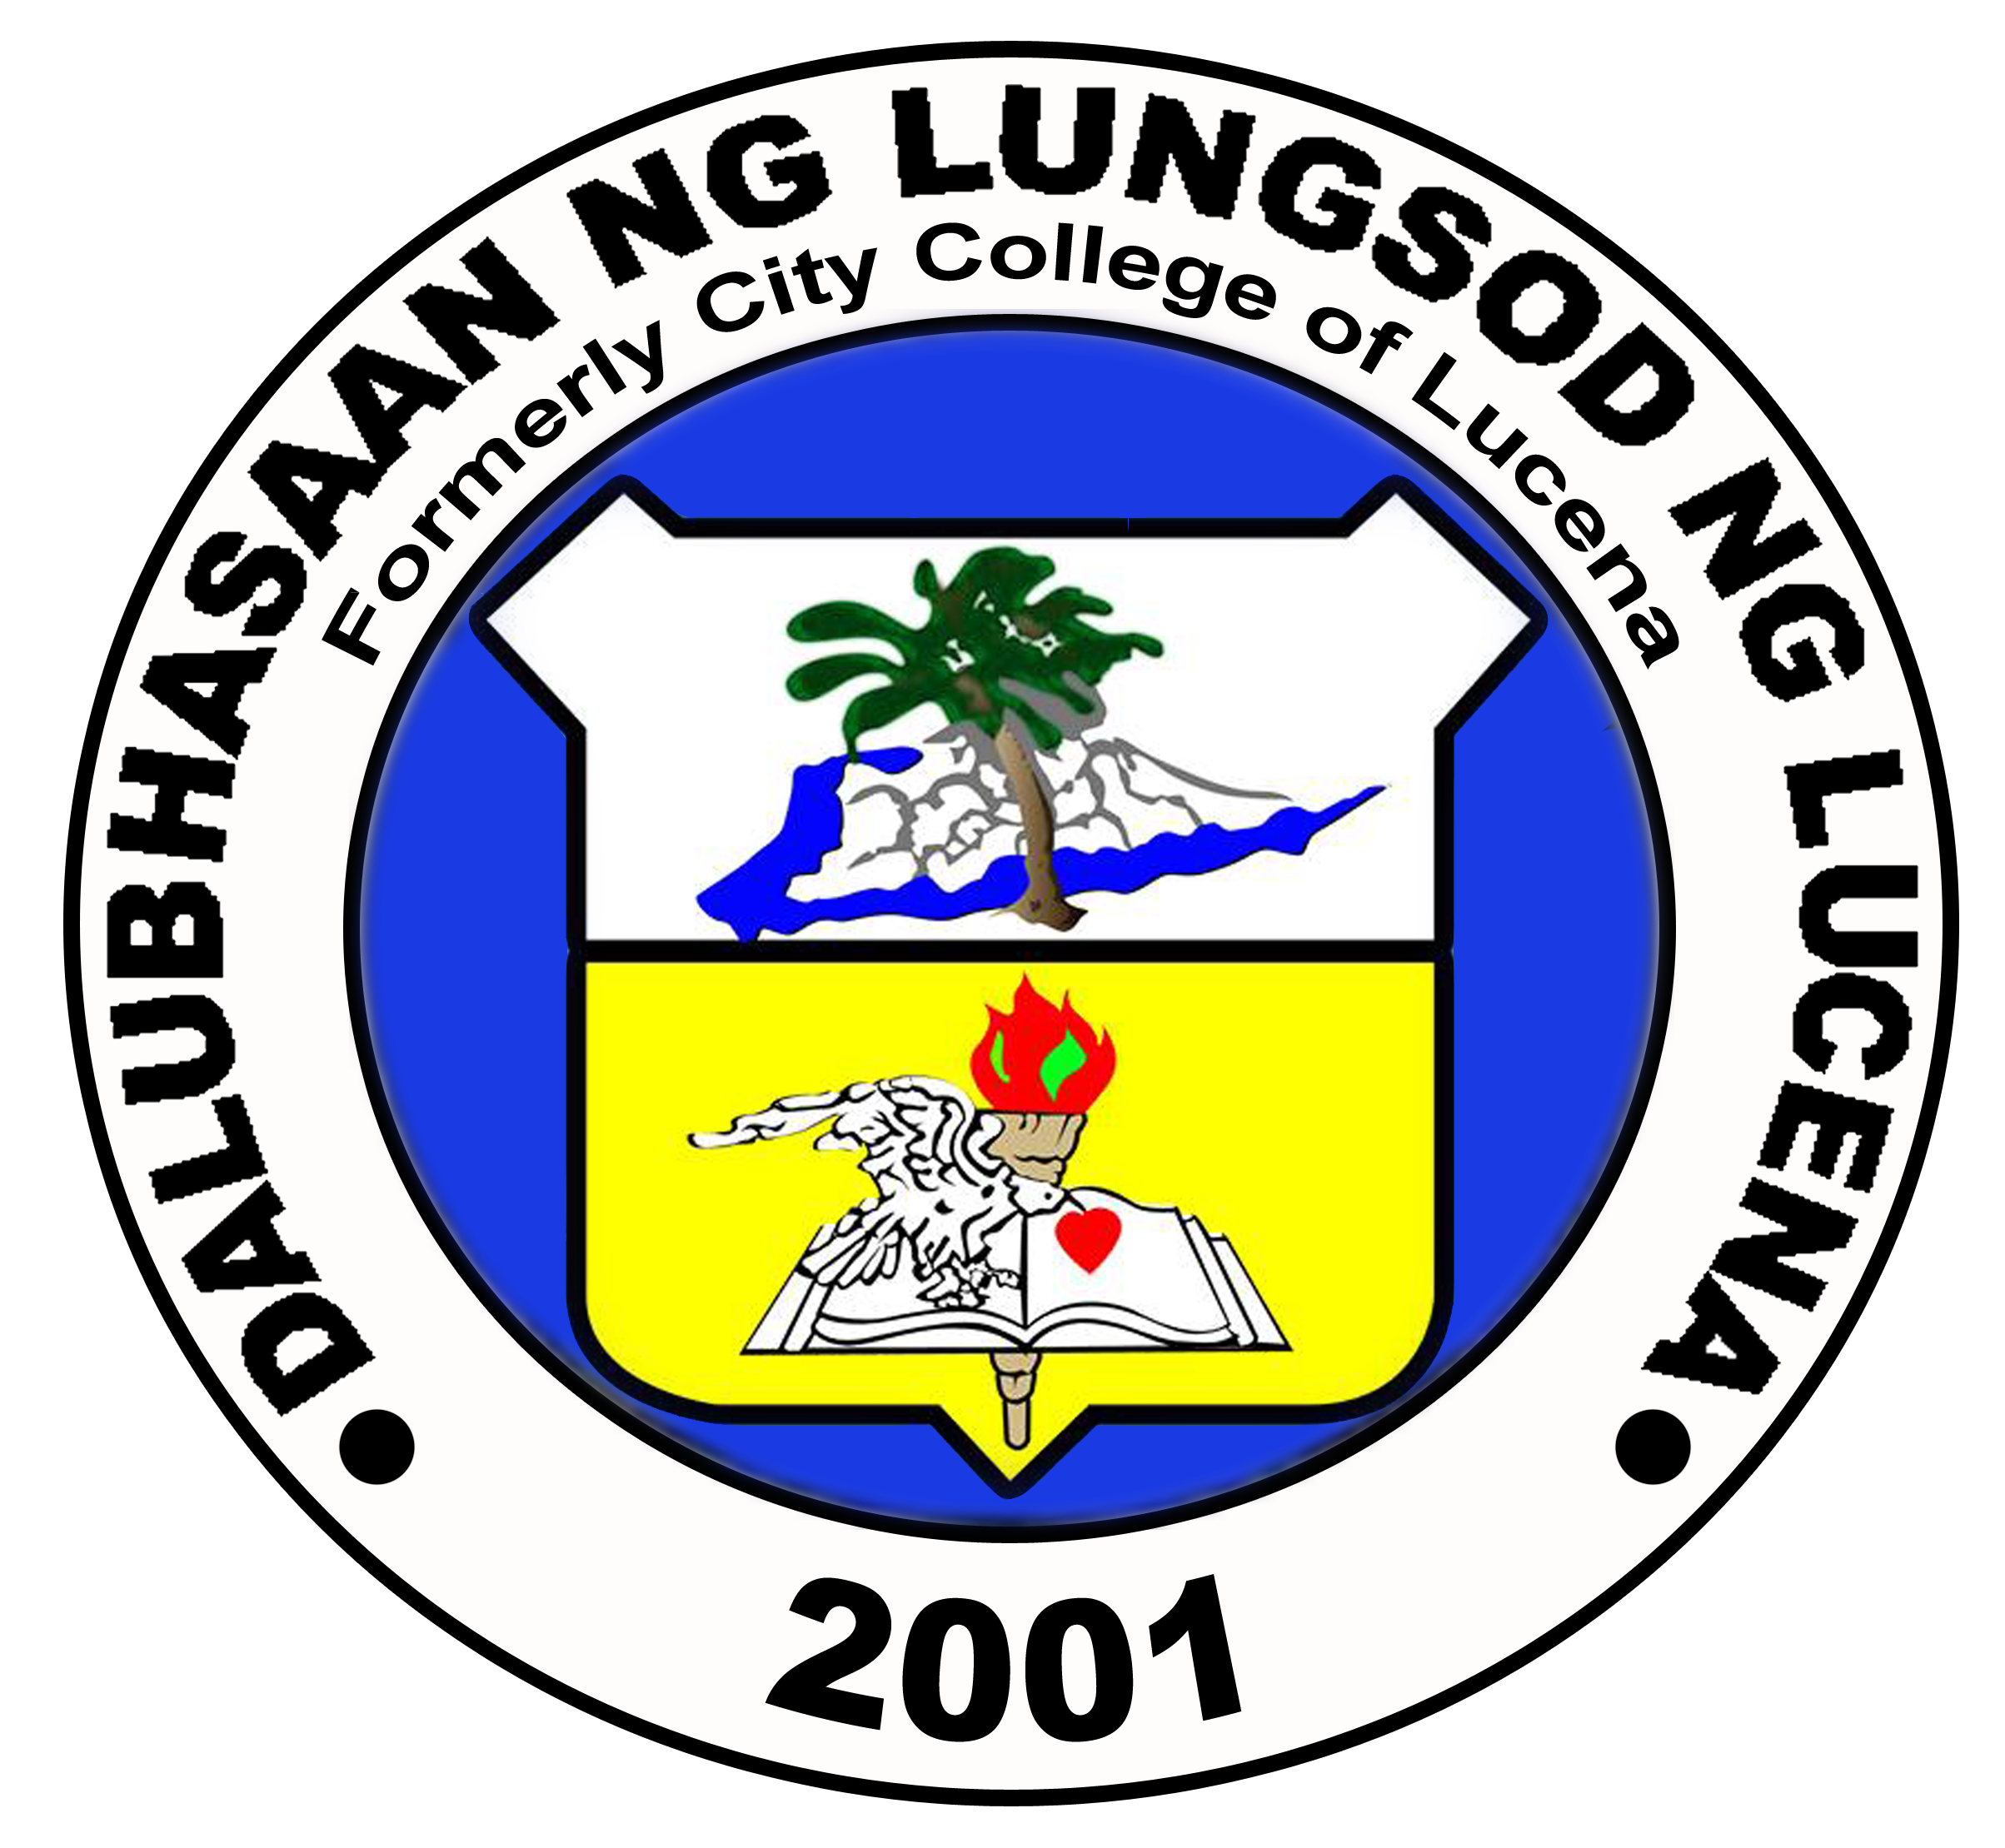 DALUBHASAAN NG LUNGSOD NG LUCENA
Formerly City College of Lucena
2001